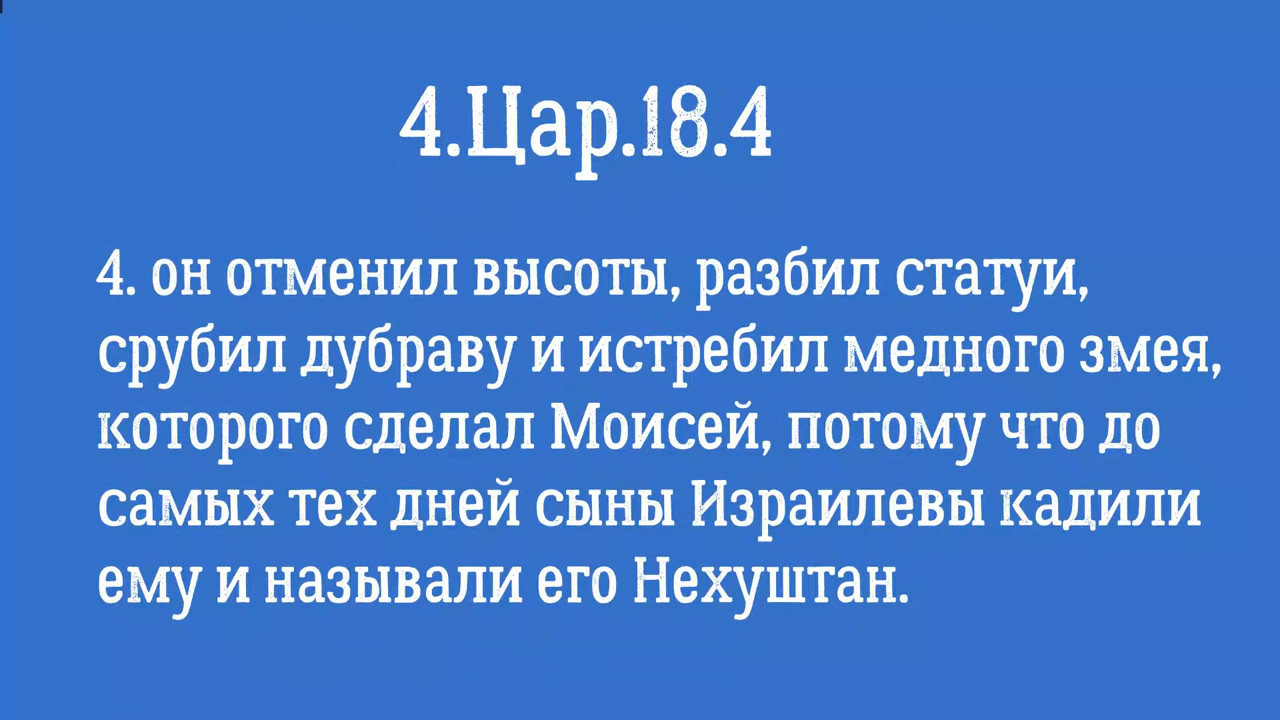 4.Цар.18.4
4. он отменил высоты, разбил статуи,
срубил дубраву и истребил медного змея,
которого сделал Моисей, потому что до
самых тех дней сыны Израилевы кадили
ему и называли его Нехуштан.